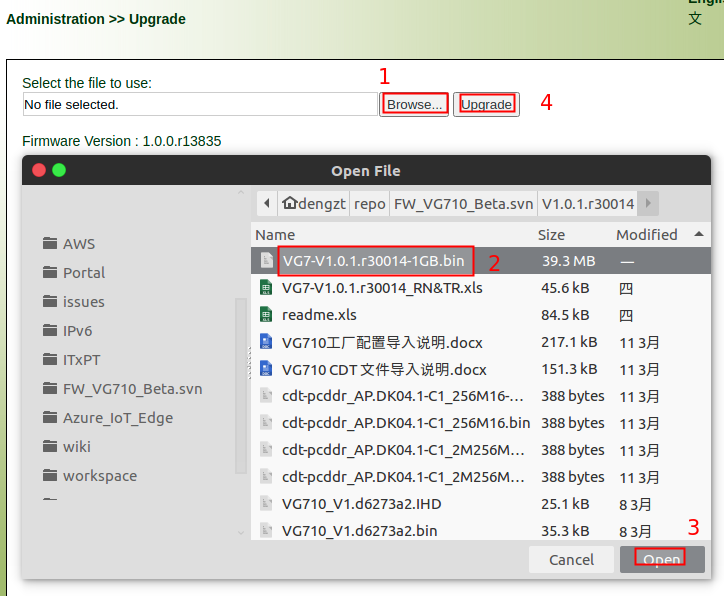 Administration >> Upgrade
文
Select the file to use:
1
No file selected.
Browse...
Upgrade
4
Firmware Version : 1.0.0.r13835
Open File
dengzt
repo
FW_VG710_Beta.svn
V1.0.1.r30014
Name
Size
Modified
AWS
Portal
issues
IPv6
ITxPT
FW_VG710_Beta.svn
Azure_IoT_Edge
wiki
workspace
VG7-V1.0.1.r30014-1GB.bin
2
39.3 MB
—
VG7-V1.0.1.r30014_RN&TR.xls
45.6 kB
四
readme.xls
84.5 kB
四
VG710工厂配置导入说明.docx
217.1 kB
11 3月
VG710 CDT 文件导入说明.docx
151.3 kB
11 3月
cdt-pcddr_AP.DK04.1-C1_256M16-...
388 bytes
11 3月
cdt-pcddr_AP.DK04.1-C1_256M16.bin
388 bytes
11 3月
cdt-pcddr_AP.DK04.1-C1_2M256M...
388 bytes
11 3月
cdt-pcddr_AP.DK04.1-C1_2M256M...
388 bytes
11 3月
VG710_V1.d6273a2.IHD
25.1 kB
8 3月
VG710_V1.d6273a2.bin
35.3 kB
8 3月
3
Cancel
Open